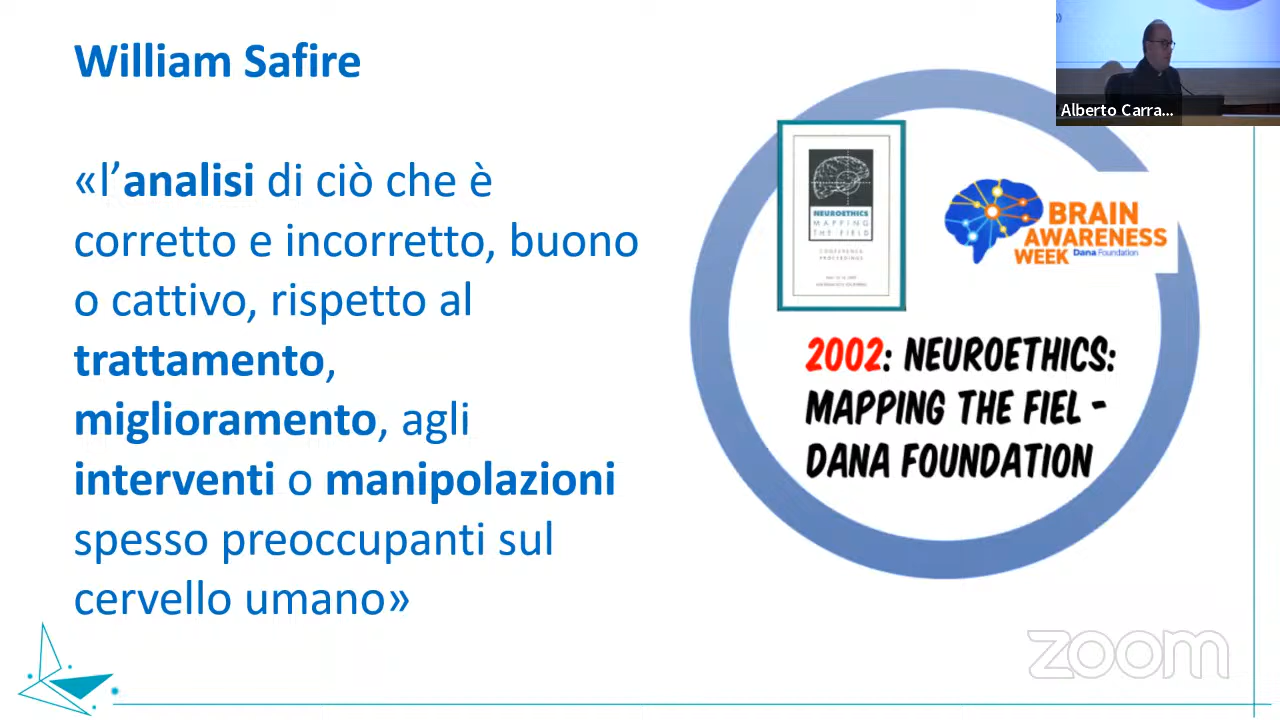 William Safire
«l’analisi di ciò che è
corretto e incorretto, buono
o cattivo, rispetto al
trattamento,
miglioramento, agli
interventi o manipolazioni
spesso preoccupanti sul
cervello umano»
NEUROETHICS
MAPPING
THE FIELD
CONFERENCE
PROCEEDINGS
BRAIN
AWARENESS
WEEK Dana Foundation
2002: NEUROETHICS:
MAPPING THE FIEL -
DANA FOUNDATION
Alberto Carra...
zoom